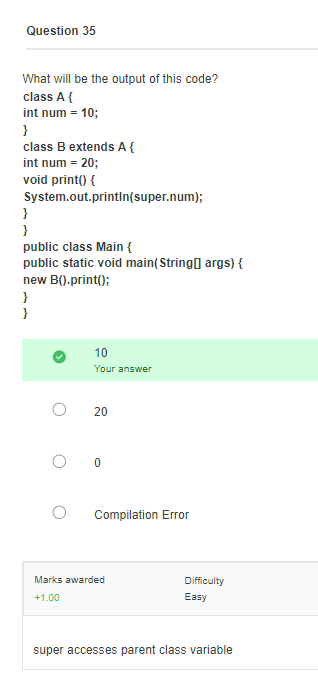 Question 35
What will be the output of this code?
class A {
int num = 10;
}
class B extends A {
int num = 20;
void print() {
System.out.println(super.num);
}
}
public class Main {
public static void main(String[] args) {
new B().print();
}
}
10
Your answer
20
0
Compilation Error
Marks awarded
Difficulty
+1.00
Easy
super accesses parent class variable